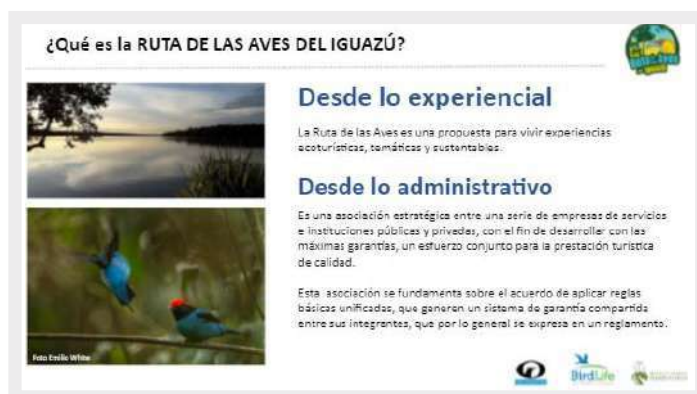 ¿Qué es la RUTA DE LAS AVES DEL IGUAZÚ?
Desde lo experiencial
La Ruta de las Aves es una propuesta para vivir experiencias
ecoturísticas, temáticas y sustentables.
Desde lo administrativo
Es una asociación estratégica entre una serie de empresas de servicios
e instituciones públicas y privadas, con el fin de desarrollar con las
máximas garantías, un esfuerzo conjunto para la prestación turística
de calidad.
Esta asociación se fundamenta sobre el acuerdo de aplicar reglas
básicas unificadas, que generen un sistema de garantía compartida
entre sus integrantes, que por lo general se expresa en un reglamento.
Foto Emilio White
BirdLife